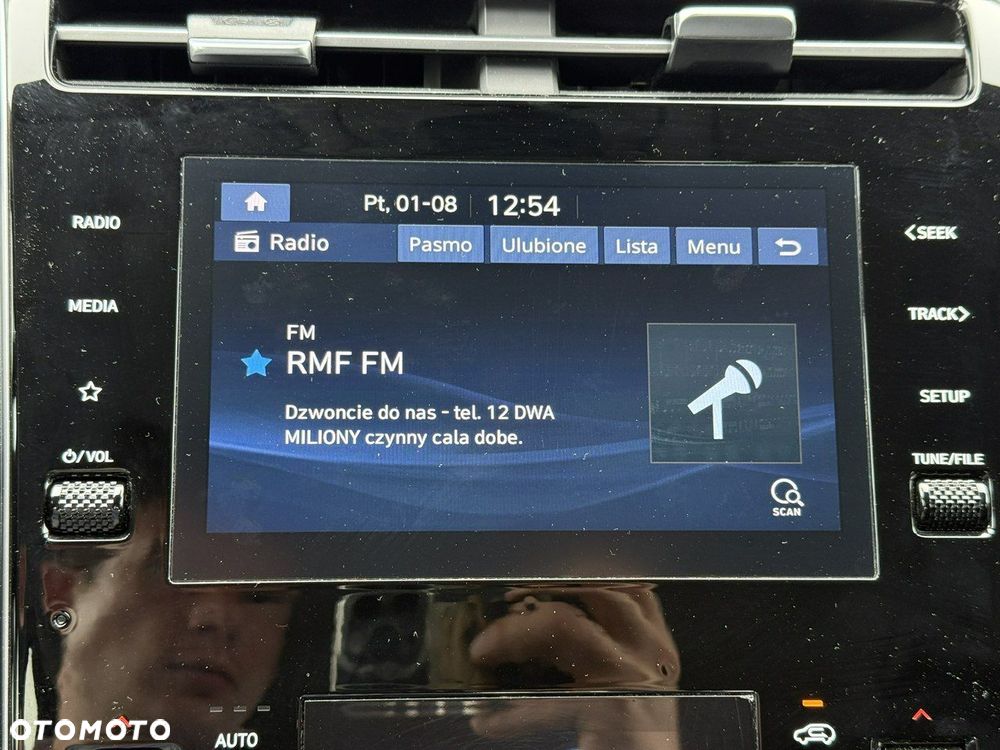 Pt, 01-08 12:54
Radio Pasmo Ulubione Lista Menu
RADIO
<SEEK
MEDIA
TRACK>
FM
RMF FM
Dzwoncie do nas - tel. 12 DWA
MILIONY czynny cala dobe.
SETUP
/VOL
TUNE/FILE
SCAN
OTOMOTO
AUTO